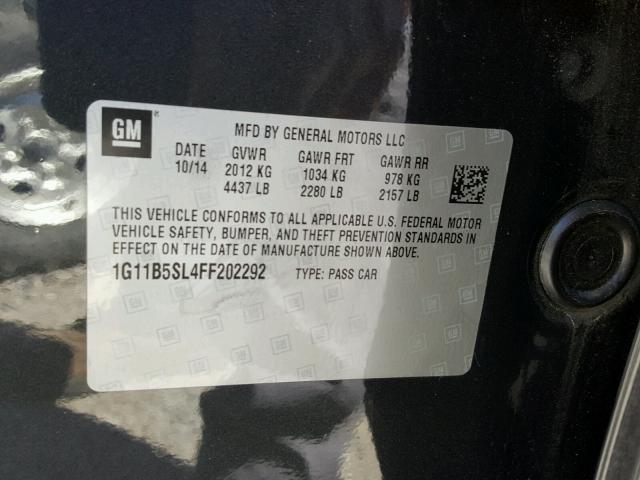 GM MFD BY GENERAL MOTORS LLC
DATE GVWR GAWR FRT GAWR RR
10/14 2012 KG 1034 KG 978 KG
4437 LB 2280 LB 2157 LB
THIS VEHICLE CONFORMS TO ALL APPLICABLE U.S. FEDERAL MOTOR
VEHICLE SAFETY, BUMPER, AND THEFT PREVENTION STANDARDS IN
EFFECT ON THE DATE OF MANUFACTURE SHOWN ABOVE.
1G11B5SL4FF202292 TYPE: PASS CAR